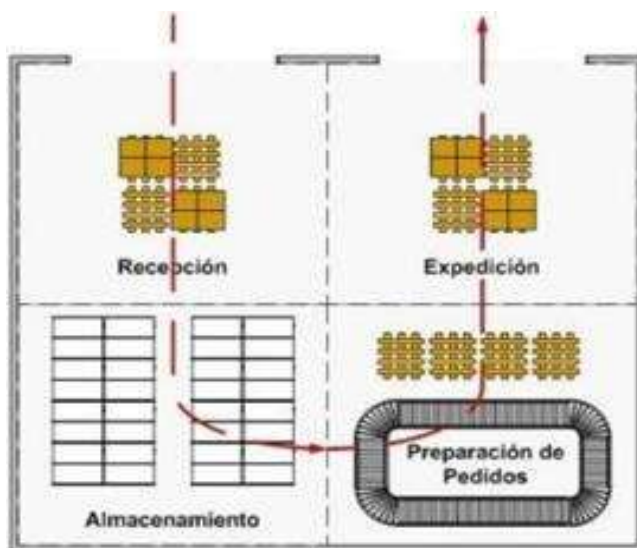 Recepción
Expedición
Almacenamiento
Preparación de
Pedidos